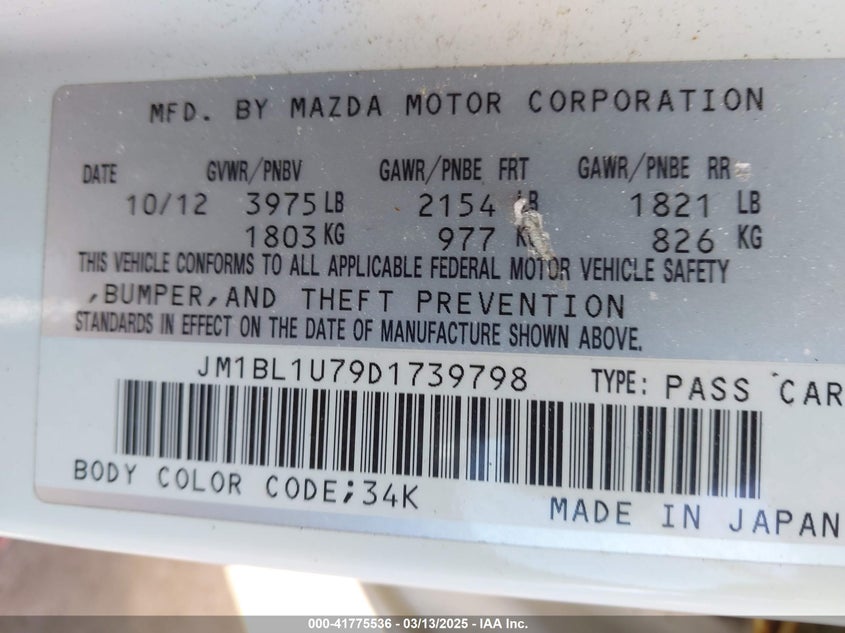 MFD. BY MAZDA MOTOR CORPORATION
DATE GVWR/PNBV GAWR/PNBE FRT GAWR/PNBE RR
10/12 3975 LB 2154 LB 1821 LB
1803 KG 977 KG 826 KG
THIS VEHICLE CONFORMS TO ALL APPLICABLE FEDERAL MOTOR VEHICLE SAFETY
,BUMPER,AND THEFT PREVENTION
STANDARDS IN EFFECT ON THE DATE OF MANUFACTURE SHOWN ABOVE.
JM1BL1U79D1739798 TYPE: PASS CAR
BODY COLOR CODE;34K
MADE IN JAPAN
000-41775536 - 03/13/2025 - IAA Inc.